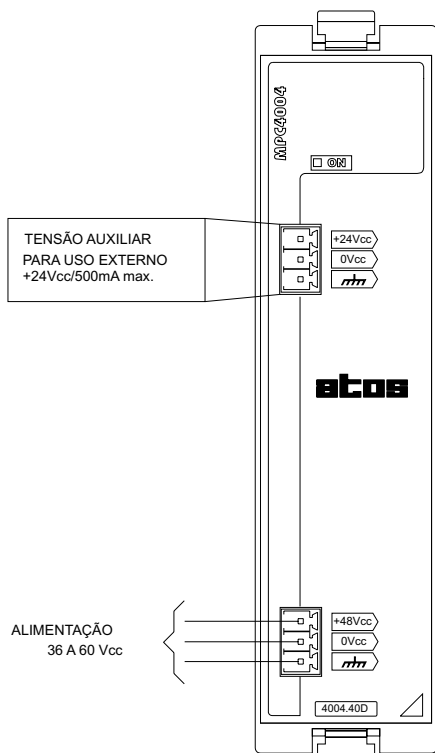 MPC4004
ON
TENSÃO AUXILIAR
PARA USO EXTERNO
+24Vcc/500mA max.
+24Vcc
0Vcc
atos
ALIMENTAÇÃO
36 A 60 Vcc
+48Vcc
0Vcc
4004.40D